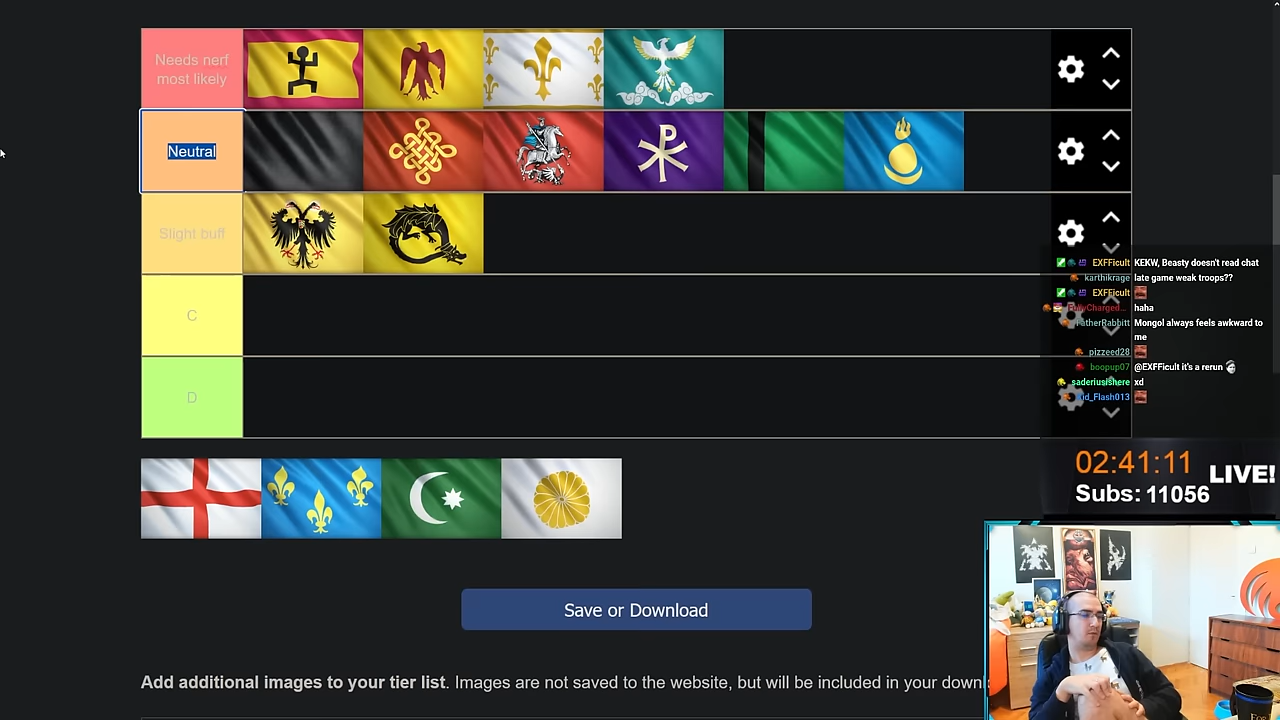 Needs nerf
most likely
Neutral
Slight buff
C
D
EXFFicult KEKW, Beasty doesn't read chat
karthikrage late game weak troops??
EXFFicult
haha
FatherRabbitt Mongol always feels awkward to
me
pizzeed28
boopup07 @EXFFicult it's a rerun
saderiusishere xd
Kid_Flash013
02:41:11
LIVE!
Subs: 11056
Save or Download
Add additional images to your tier list. Images are not saved to the website, but will be included in your